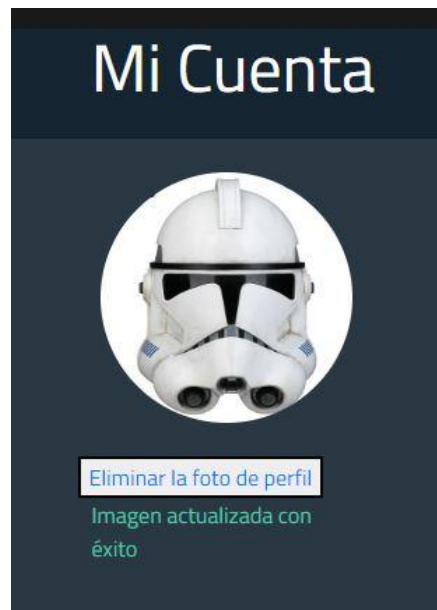 Mi Cuenta
Eliminar la foto de perfil
Imagen actualizada con
éxito